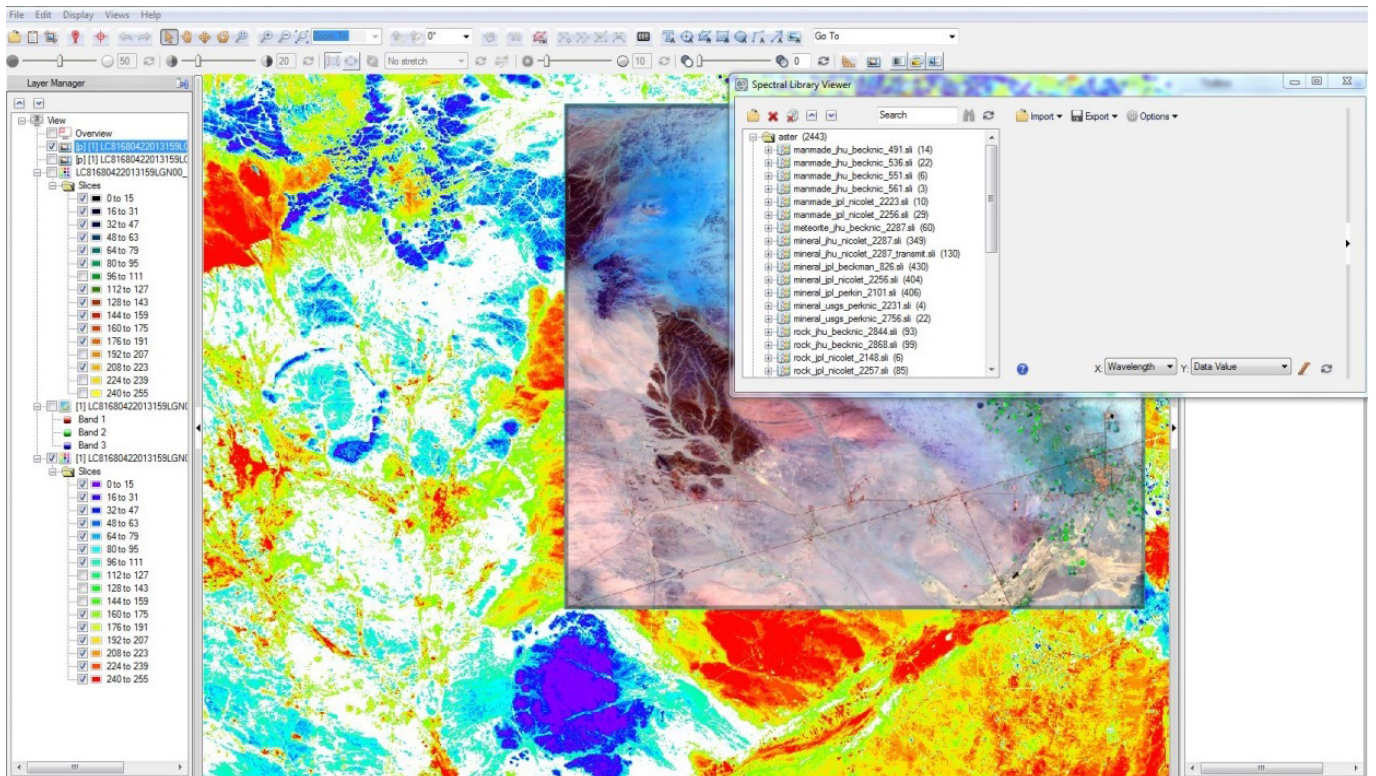 File Edit Display Views Help
0° Go To
50 20 No stretch 10 0
Layer Manager
View
Overview
[p] [1] LC81680422013159LG
[p] [1] LC81680422013159LG
LC81680422013159LGN00_
Slices
0 to 15
16 to 31
32 to 47
48 to 63
64 to 79
80 to 95
96 to 111
112 to 127
128 to 143
144 to 159
160 to 175
176 to 191
192 to 207
208 to 223
224 to 239
240 to 255
[1] LC81680422013159LGN(
Band 1
Band 2
Band 3
[1] LC81680422013159LGN(
Slices
0 to 15
16 to 31
32 to 47
48 to 63
64 to 79
80 to 95
96 to 111
112 to 127
128 to 143
144 to 159
160 to 175
176 to 191
192 to 207
208 to 223
224 to 239
240 to 255
Spectral Library Viewer
Search Import Export Options
aster (2443)
manmade_jhu_becknic_491.sli (14)
manmade_jhu_becknic_536.sli (22)
manmade_jhu_becknic_551.sli (6)
manmade_jhu_becknic_561.sli (3)
manmade_jpl_nicolet_2223.sli (10)
manmade_jpl_nicolet_2256.sli (29)
meteorite_jhu_becknic_2287.sli (60)
mineral_jhu_nicolet_2287.sli (349)
mineral_jhu_nicolet_2287_transmit.sli (130)
mineral_jpl_beckman_826.sli (430)
mineral_jpl_nicolet_2256.sli (404)
mineral_jpl_perkin_2101.sli (406)
mineral_usgs_perknic_2231.sli (4)
mineral_usgs_perknic_2756.sli (22)
rock_jhu_becknic_2844.sli (93)
rock_jhu_becknic_2868.sli (99)
rock_jpl_nicolet_2148.sli (6)
rock_jpl_nicolet_2257.sli (85)
X: Wavelength Y: Data Value